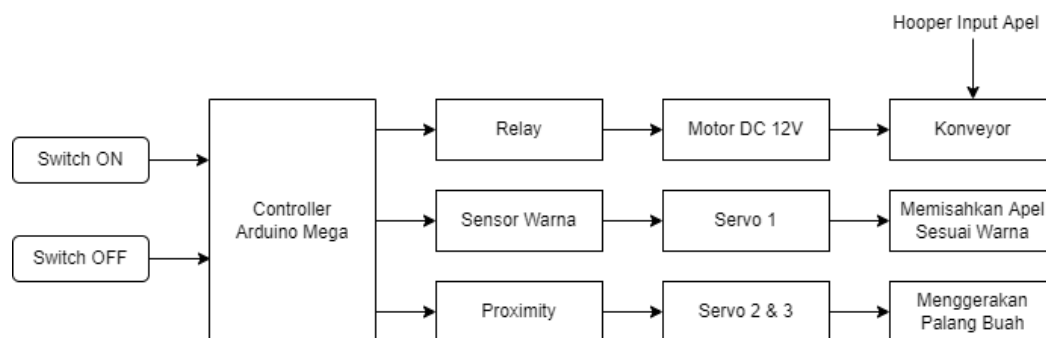 Hooper Input Apel
Switch ON
Switch OFF
Controller
Arduino Mega
Relay
Motor DC 12V
Konveyor
Sensor Warna
Servo 1
Memisahkan Apel
Sesuai Warna
Proximity
Servo 2 & 3
Menggerakan
Palang Buah